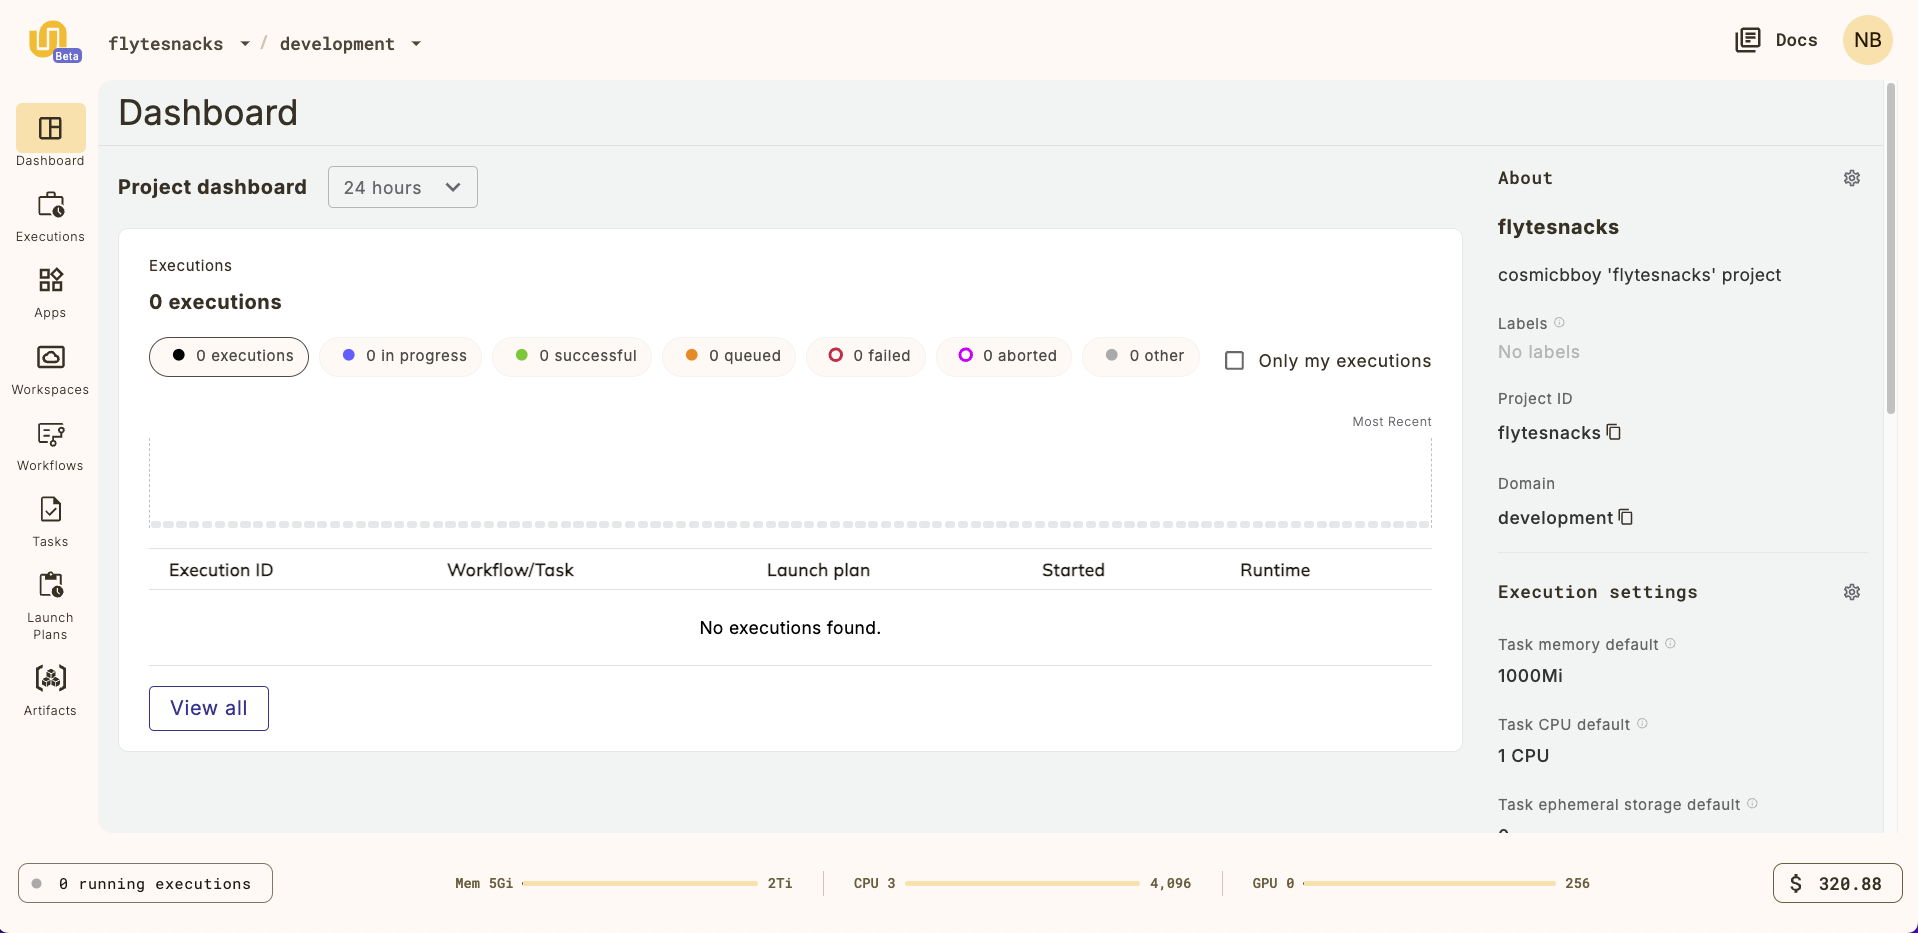 Beta
flytesnacks / development
Docs
NB
Dashboard
Executions
Apps
Workspaces
Workflows
Tasks
Launch
Plans
Artifacts
Dashboard
Project dashboard
24 hours
Executions
0 executions
0 executions
0 in progress
0 successful
0 queued
0 failed
0 aborted
0 other
Only my executions
Most Recent
Execution ID Workflow/Task Launch plan Started Runtime
No executions found.
View all
About
flytesnacks
cosmicbboy 'flytesnacks' project
Labels
No labels
Project ID
flytesnacks
Domain
development
Execution settings
Task memory default
1000Mi
Task CPU default
1 CPU
Task ephemeral storage default
0 running executions
Mem 5Gi 2Ti
CPU 3 4,096
GPU 0 256
$ 320.88